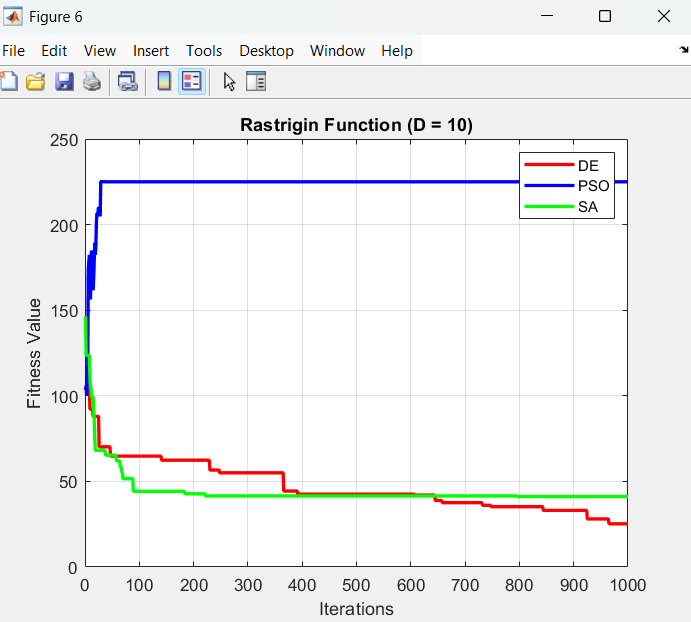 Figure 6
File Edit View Insert Tools Desktop Window Help
Rastrigin Function (D = 10)
250
200
150
100
50
0
Fitness Value
DE
PSO
SA
0 100 200 300 400 500 600 700 800 900 1000
Iterations